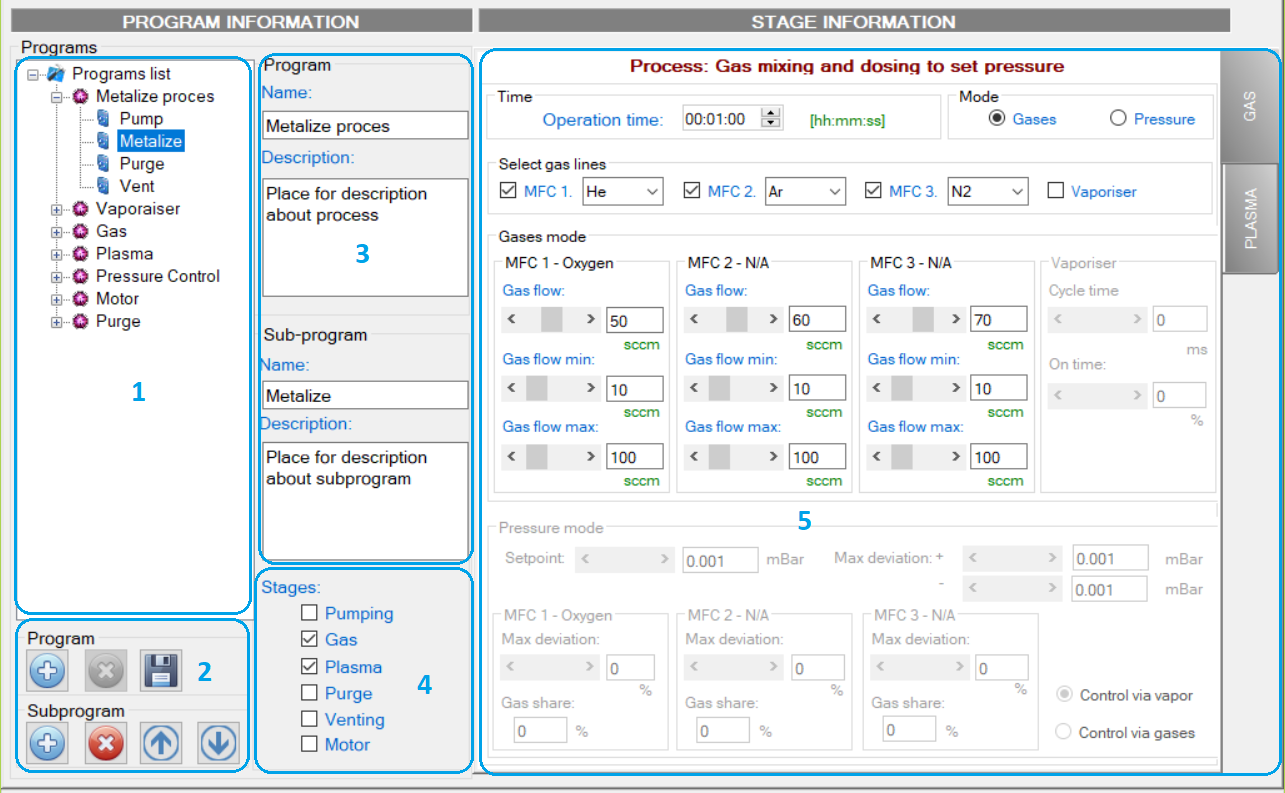 PROGRAM INFORMATION
STAGE INFORMATION
Programs
Programs list
Metalize proces
Pump
Metalize
Purge
Vent
Vaporaiser
Gas
Plasma
Pressure Control
Motor
Purge
1
Program
2
Subprogram
Program
Name:
Metalize proces
Description:
Place for description
about process
3
Sub-program
Name:
Metalize
Description:
Place for description
about subprogram
Stages:
Pumping
Gas
Plasma
Purge
Venting
Motor
4
Process: Gas mixing and dosing to set pressure
Time
Operation time: 00:01:00 [hh:mm:ss]
Mode
Gases Pressure
Select gas lines
MFC 1. He MFC 2. Ar MFC 3. N2 Vaporiser
Gases mode
MFC 1 - Oxygen
Gas flow:
< > 50
sccm
Gas flow min:
< > 10
sccm
Gas flow max:
< > 100
sccm
MFC 2 - N/A
Gas flow:
< > 60
sccm
Gas flow min:
< > 10
sccm
Gas flow max:
< > 100
sccm
MFC 3 - N/A
Gas flow:
< > 70
sccm
Gas flow min:
< > 10
sccm
Gas flow max:
< > 100
sccm
Vaporiser
Cycle time
< > 0
ms
On time:
< > 0
%
5
Pressure mode
Setpoint: < > 0.001 mBar Max deviation: + < > 0.001 mBar
- < > 0.001 mBar
MFC 1 - Oxygen
Max deviation:
< > 0
%
Gas share:
0 %
MFC 2 - N/A
Max deviation:
< > 0
%
Gas share:
0 %
MFC 3 - N/A
Max deviation:
< > 0
%
Gas share:
0 %
Control via vapor
Control via gases
GAS
PLASMA